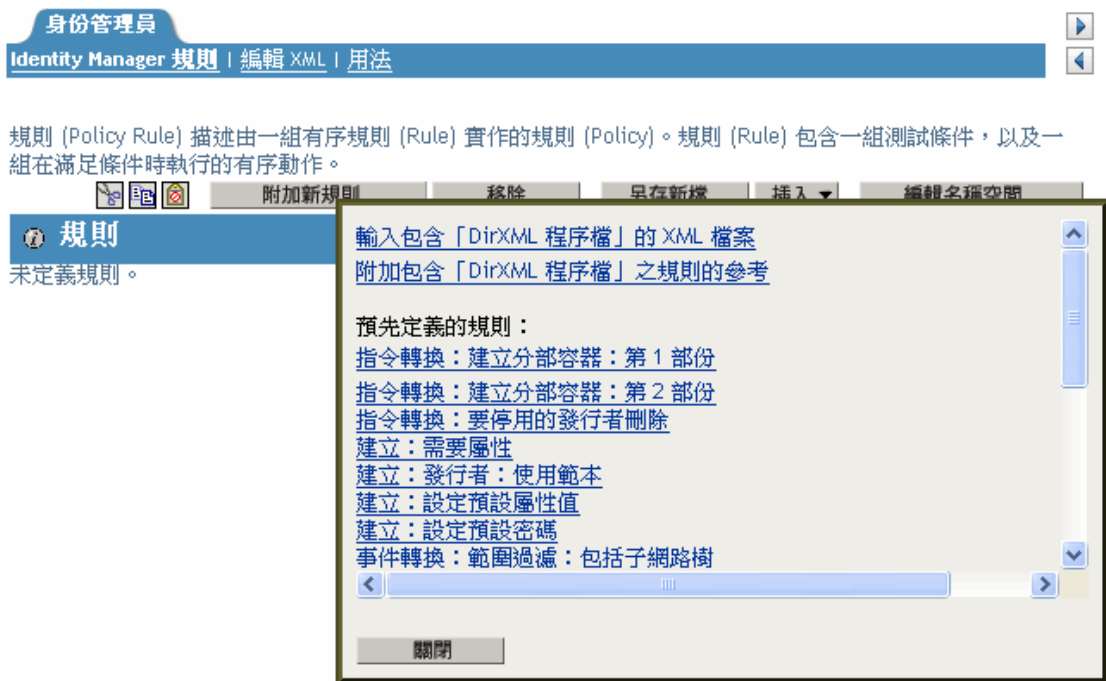 身份管理員
Identity Manager 規則 | 編輯 XML | 用法
規則 (Policy Rule) 描述由一組有序規則 (Rule) 實作的規則 (Policy)。規則 (Rule) 包含一組測試條件，以及一
組在滿足條件時執行的有序動作。
附加新規則 移除 另存新檔 插入 編輯名稱空間
規則
未定義規則。
輸入包含「DirXML 程序檔」的 XML 檔案
附加包含「DirXML 程序檔」之規則的參考
預先定義的規則：
指令轉換：建立分部容器：第 1 部份
指令轉換：建立分部容器：第 2 部份
指令轉換：要停用的發行者刪除
建立：需要屬性
建立：發行者：使用範本
建立：設定預設屬性值
建立：設定預設密碼
事件轉換：範圍過濾：包括子網路樹
關閉